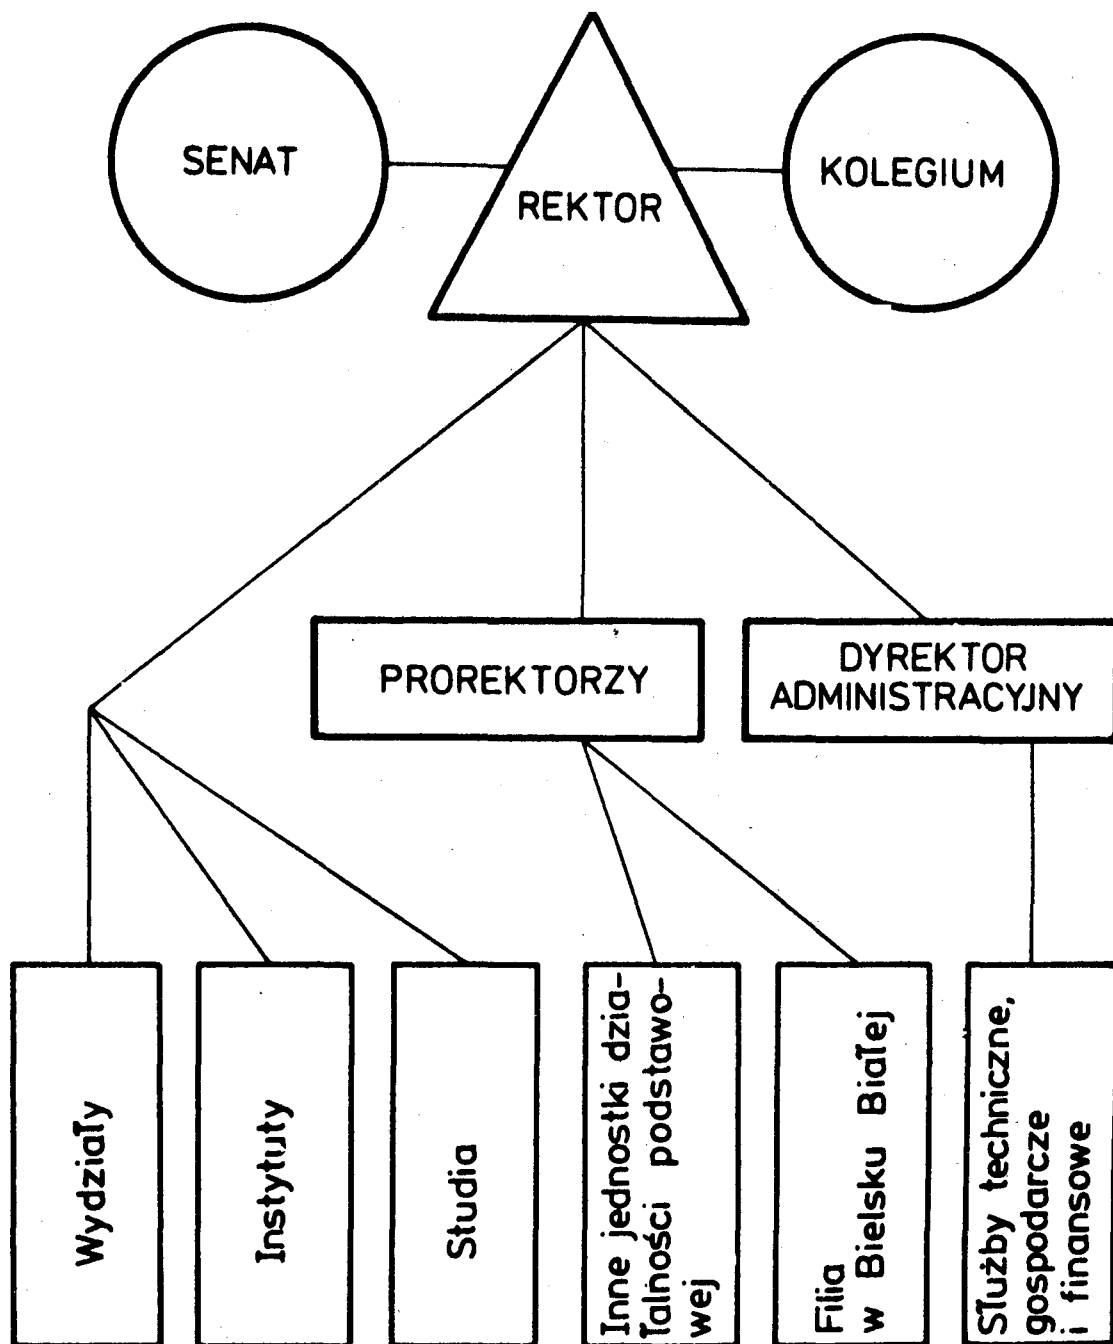 SENAT
REKTOR
KOLEGIUM
PROREKTORZY
DYREKTOR
ADMINISTRACYJNY
Wydziały
Instytuty
Studia
Inne jednostki dzia-
łalności podstawo-
wej
Filia
w Bielsku Białej
Służby techniczne,
gospodarcze
i finansowe